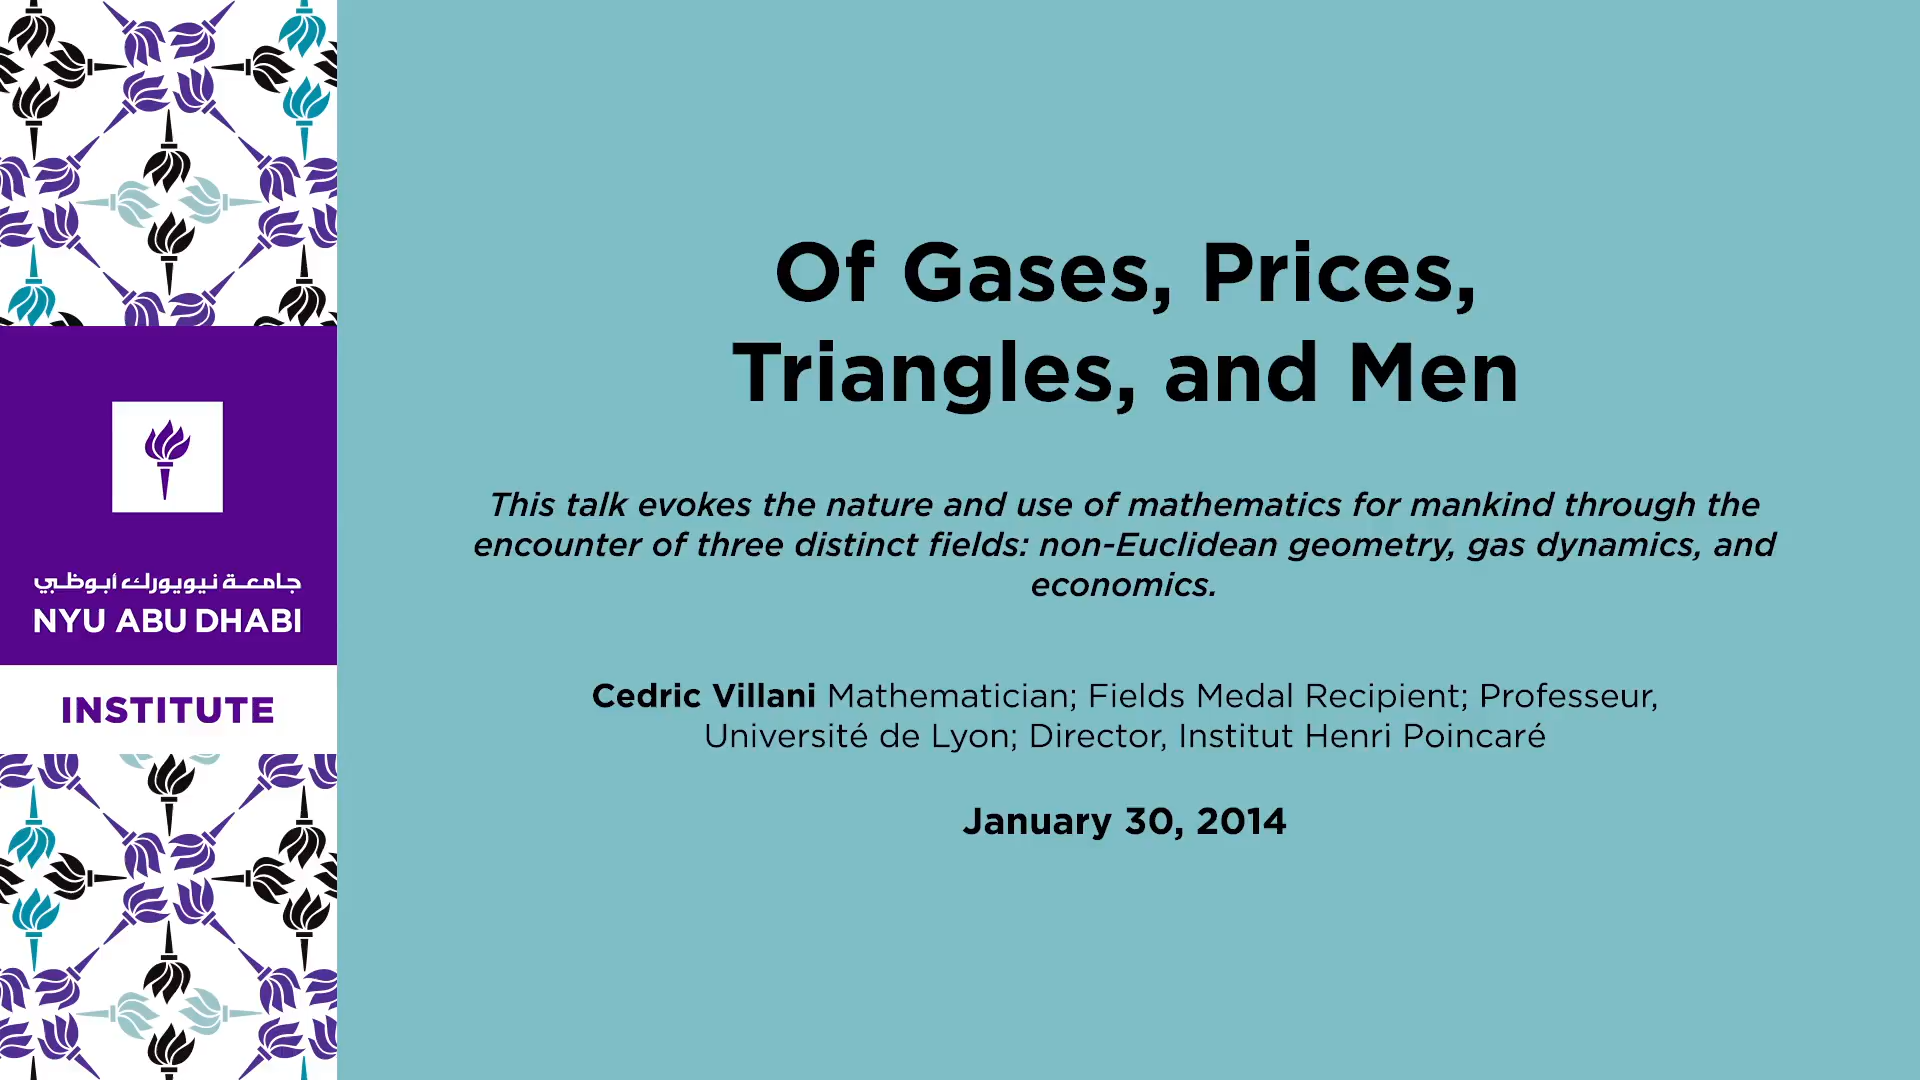 جامعة نيويورك أبوظبي
NYU ABU DHABI
INSTITUTE
Of Gases, Prices,
Triangles, and Men
This talk evokes the nature and use of mathematics for mankind through the
encounter of three distinct fields: non-Euclidean geometry, gas dynamics, and
economics.
Cedric Villani Mathematician; Fields Medal Recipient; Professeur,
Université de Lyon; Director, Institut Henri Poincaré
January 30, 2014